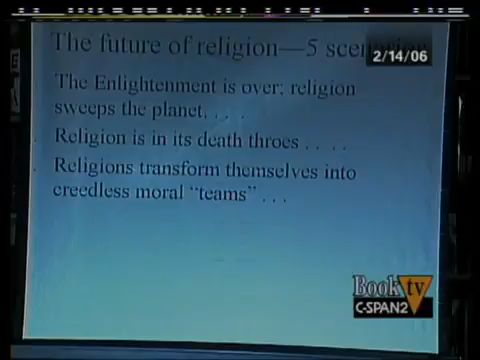 The future of religion—5
2/14/06
The Enlightenment is over: religion
sweeps the planet, . . .
Religion is in its death throes . . . .
Religions transform themselves into
creedless moral “teams” . . .
Book tv
C-SPAN2